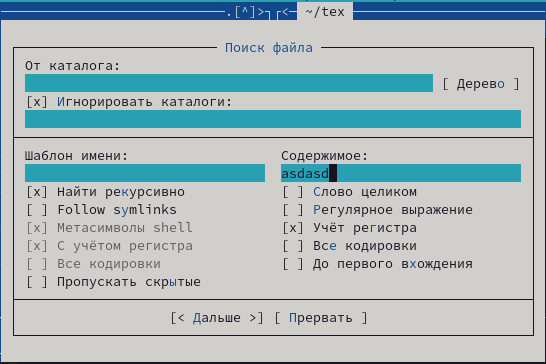 .[^]>┐┌<─ ~/tex
Поиск файла
От каталога:
[ Дерево ]
[x] Игнорировать каталоги:
Шаблон имени:
Содержимое:
asdasd
[x] Найти рекурсивно
[ ] Слово целиком
[ ] Follow symlinks
[ ] Регулярное выражение
[x] Метасимволы shell
[x] Учёт регистра
[x] С учётом регистра
[ ] Все кодировки
[ ] Все кодировки
[ ] До первого вхождения
[ ] Пропускать скрытые
[< Дальше >] [ Прервать ]